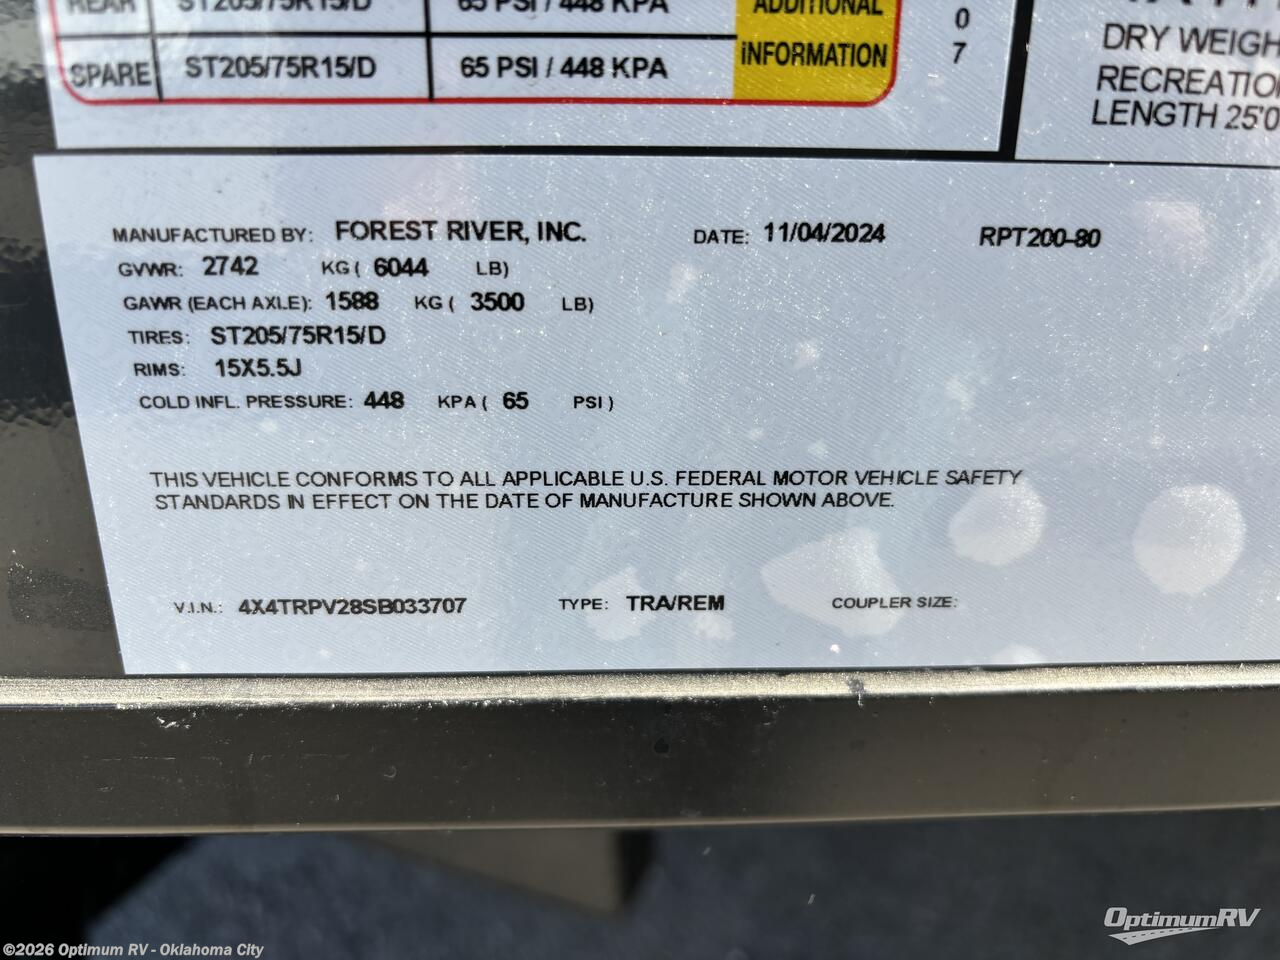 ST205/75R15/D 65 PSI / 448 KPA ADDITIONAL
0
SPARE ST205/75R15/D 65 PSI / 448 KPA INFORMATION
7
DRY WEIGH
RECREATIO
LENGTH 25'0
MANUFACTURED BY: FOREST RIVER, INC. DATE: 11/04/2024 RPT200-80
GVWR: 2742 KG ( 6044 LB)
GAWR (EACH AXLE): 1588 KG ( 3500 LB)
TIRES: ST205/75R15/D
RIMS: 15X5.5J
COLD INFL. PRESSURE: 448 KPA ( 65 PSI )
THIS VEHICLE CONFORMS TO ALL APPLICABLE U.S. FEDERAL MOTOR VEHICLE SAFETY
STANDARDS IN EFFECT ON THE DATE OF MANUFACTURE SHOWN ABOVE.
V.I.N.: 4X4TRPV28SB033707 TYPE: TRA/REM COUPLER SIZE:
OptimumRV
©2026 Optimum RV - Oklahoma City